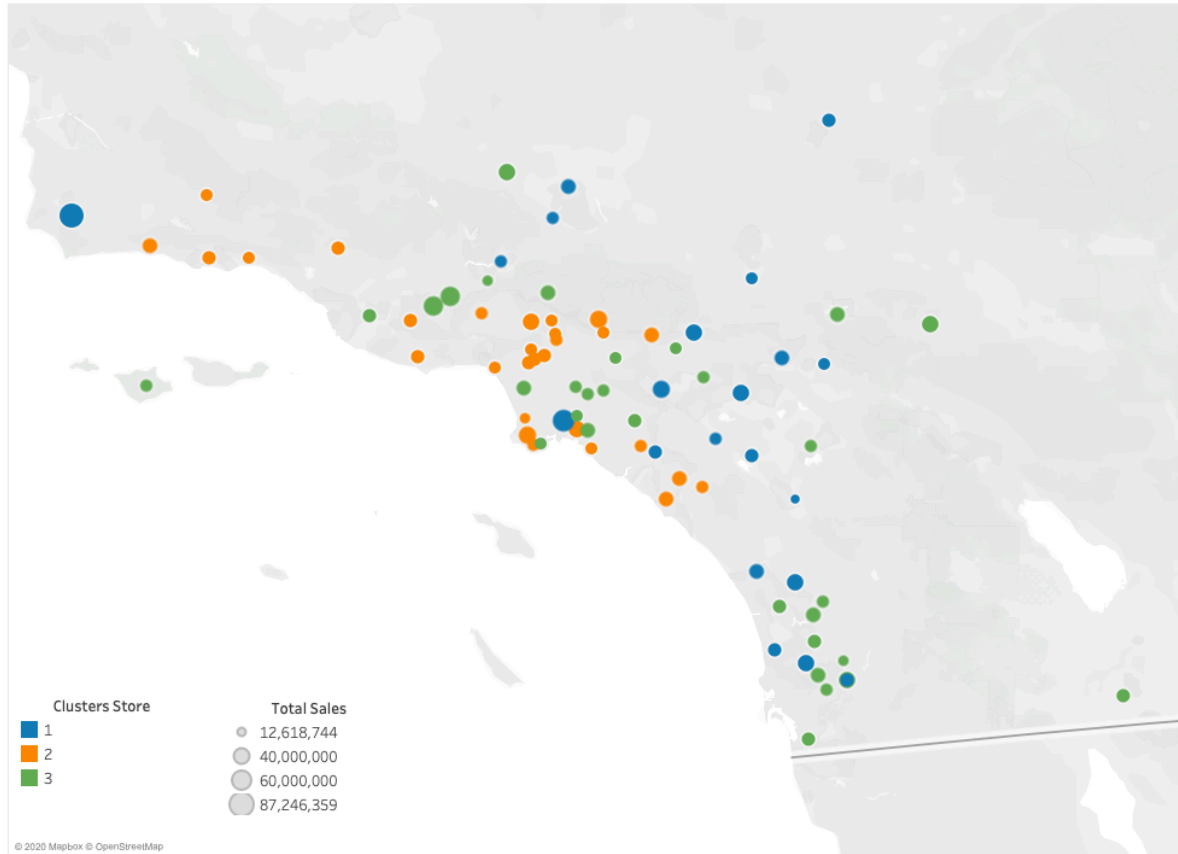 Clusters Store
1
2
3
Total Sales
12,618,744
40,000,000
60,000,000
87,246,359
© 2020 Mapbox © OpenStreetMap